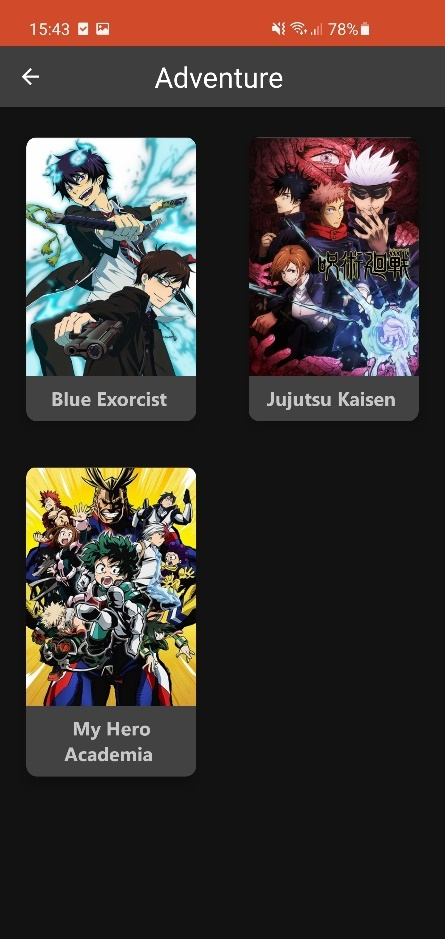 15:43
78%
Adventure
呪術廻戦
Blue Exorcist
Jujutsu Kaisen
My Hero
Academia